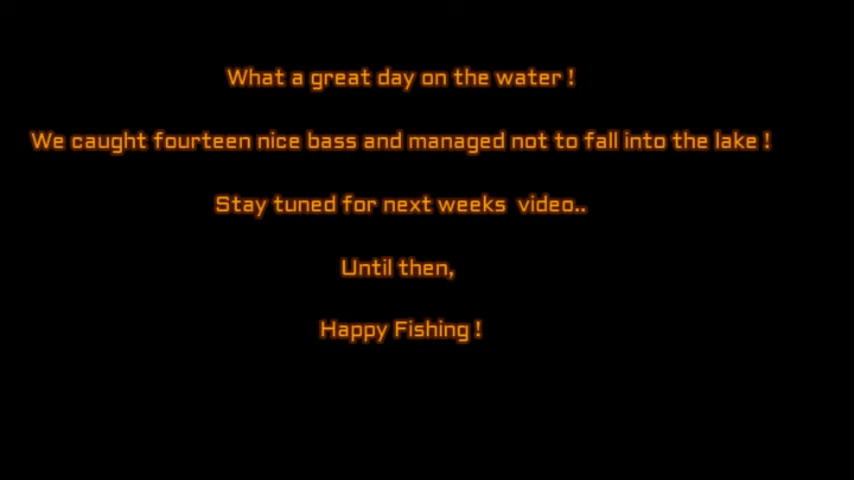 What a great day on the water !
We caught fourteen nice bass and managed not to fall into the lake !
Stay tuned for next weeks  video..
Until then,
Happy Fishing !